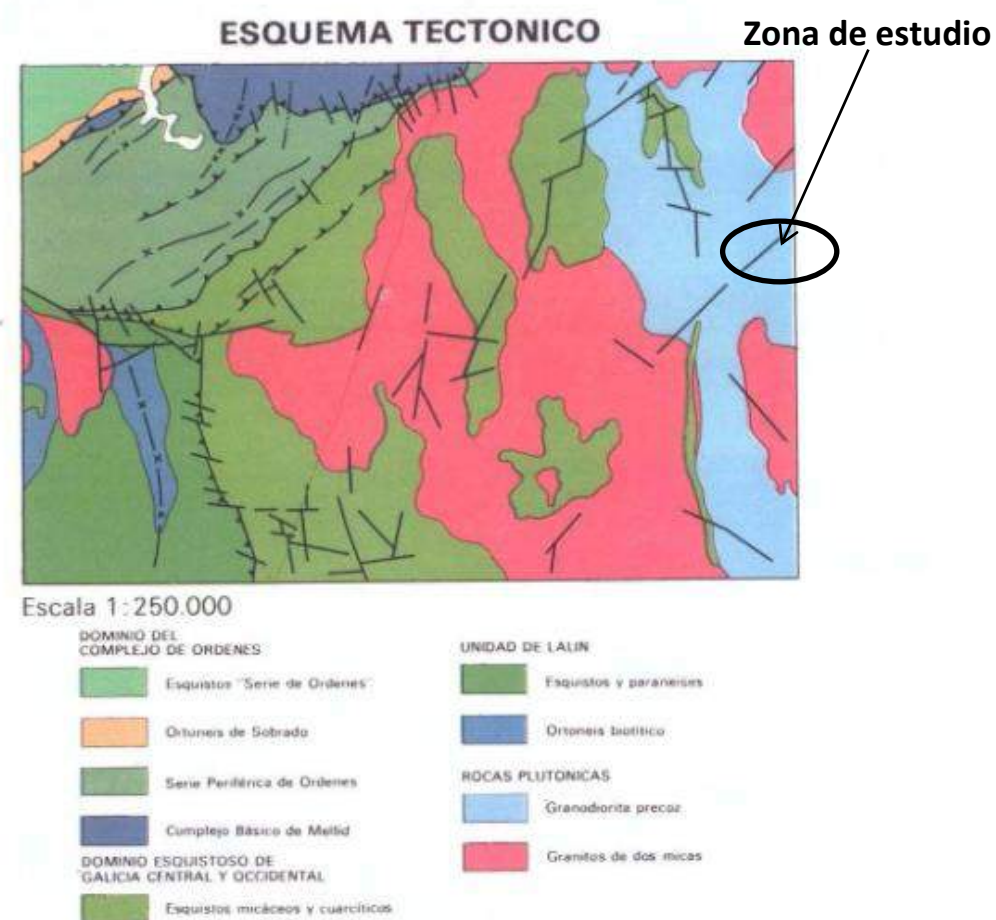 ESQUEMA TECTONICO
Zona de estudio
Escala 1:250.000
DOMINIO DEL
COMPLEJO DE ORDENES
Esquistos "Serie de Ordenes"
Ortoneis de Sobrado
Serie Periférica de Ordenes
Complejo Básico de Mellid
DOMINIO ESQUISTOSO DE
GALICIA CENTRAL Y OCCIDENTAL
Esquistos micáceos y cuarcíticos
UNIDAD DE LALIN
Esquistos y paraneises
Ortoneis biotítico
ROCAS PLUTONICAS
Granodiorita precoz
Granitos de dos micas